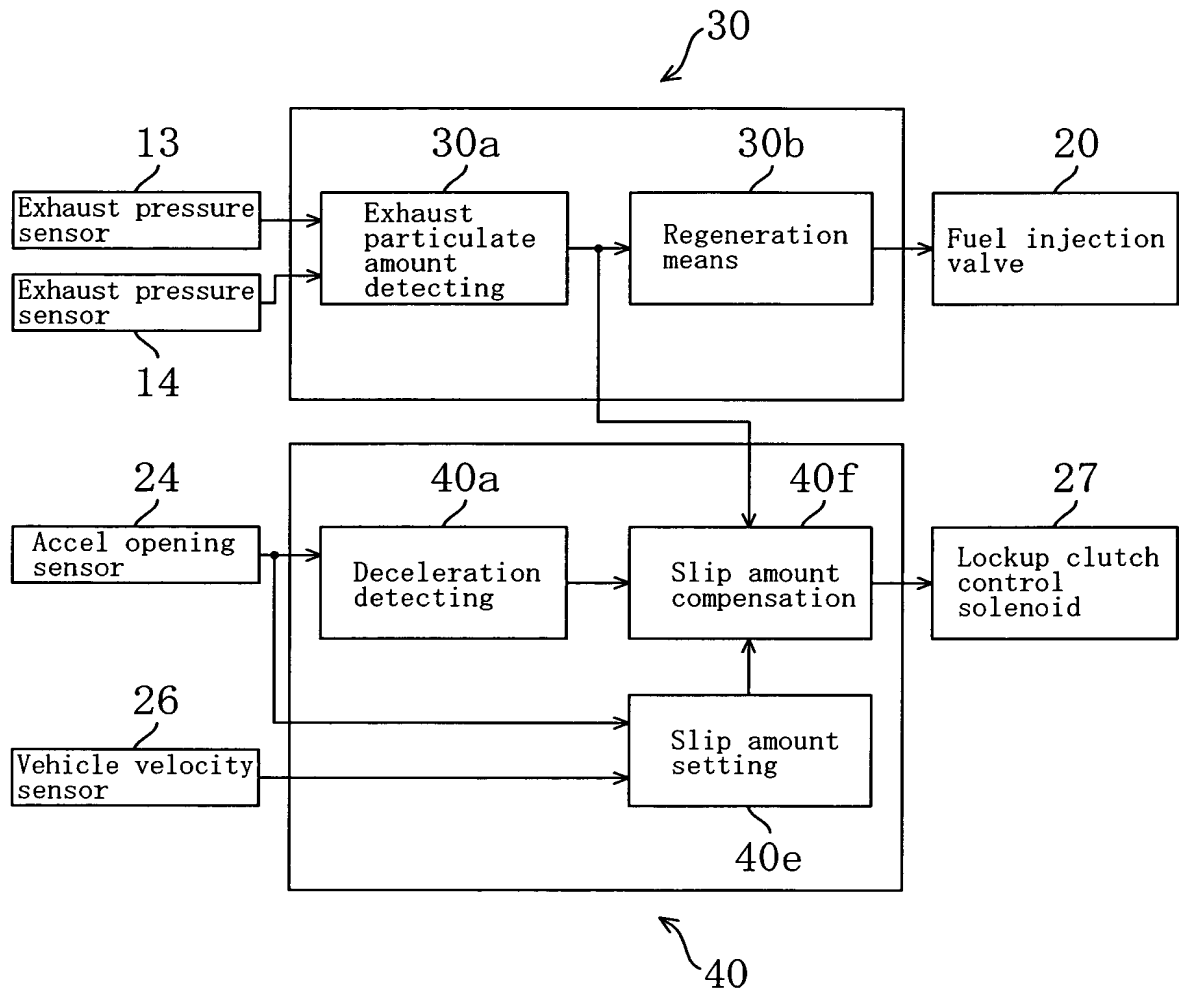 30
13
30a
30b
20
Exhaust pressure
sensor
Exhaust
particulate
amount
detecting
Regeneration
means
Fuel injection
valve
Exhaust pressure
sensor
14
24
40a
40f
27
Accel opening
sensor
Deceleration
detecting
Slip amount
compensation
Lockup clutch
control
solenoid
26
Vehicle velocity
sensor
Slip amount
setting
40e
40